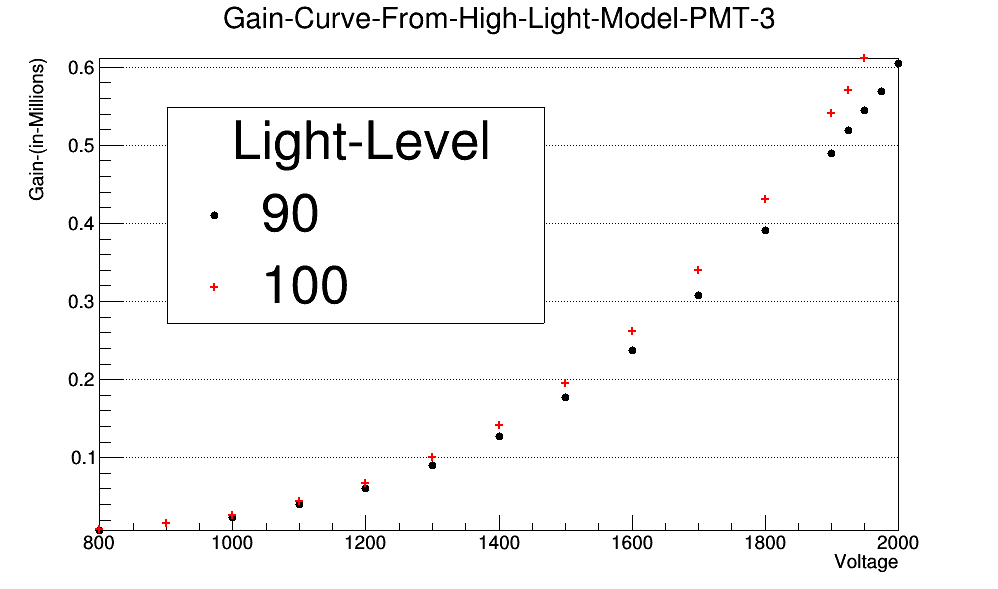 Gain-Curve-From-High-Light-Model-PMT-3
Gain-(in-Millions)
0.6
0.5
0.4
0.3
0.2
0.1
Light-Level
90
100
800 1000 1200 1400 1600 1800 2000
Voltage